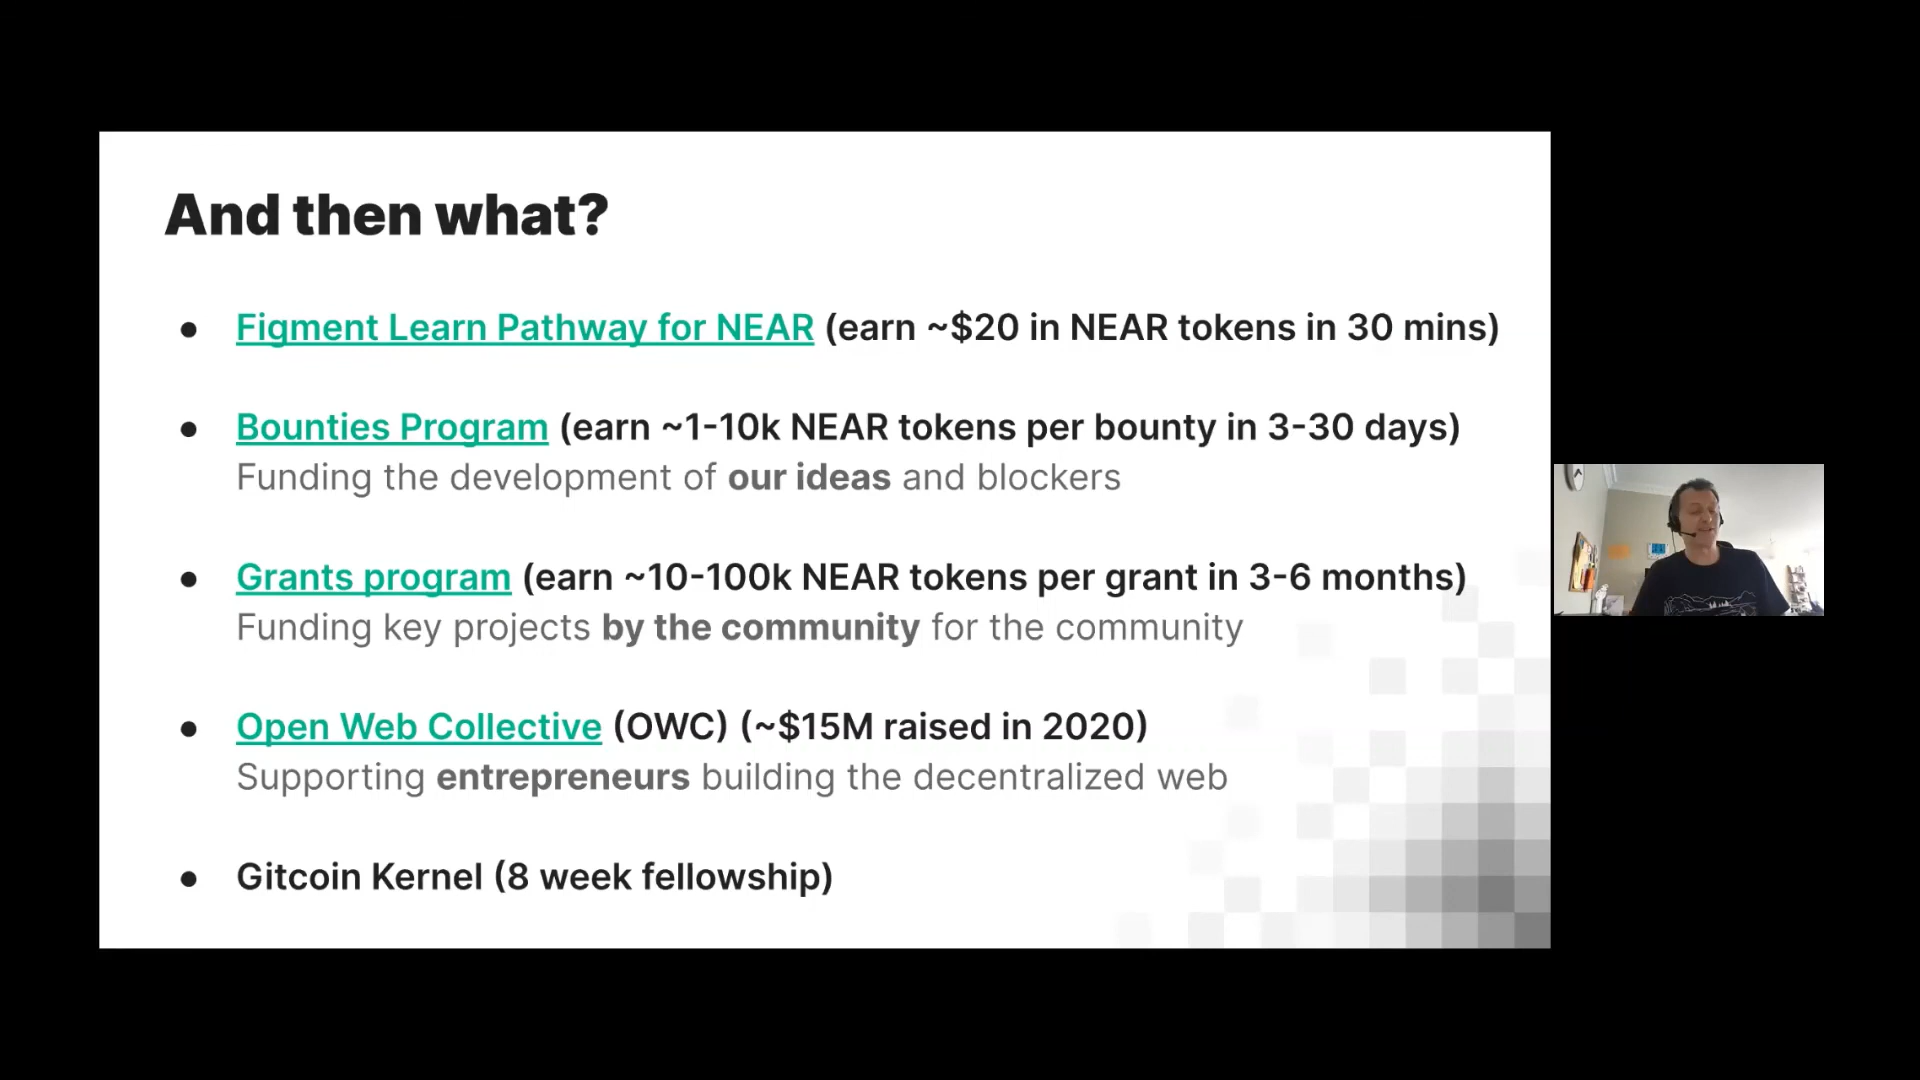 And then what?
● Figment Learn Pathway for NEAR (earn ~$20 in NEAR tokens in 30 mins)
● Bounties Program (earn ~1-10k NEAR tokens per bounty in 3-30 days)
Funding the development of our ideas and blockers
● Grants program (earn ~10-100k NEAR tokens per grant in 3-6 months)
Funding key projects by the community for the community
● Open Web Collective (OWC) (~$15M raised in 2020)
Supporting entrepreneurs building the decentralized web
● Gitcoin Kernel (8 week fellowship)